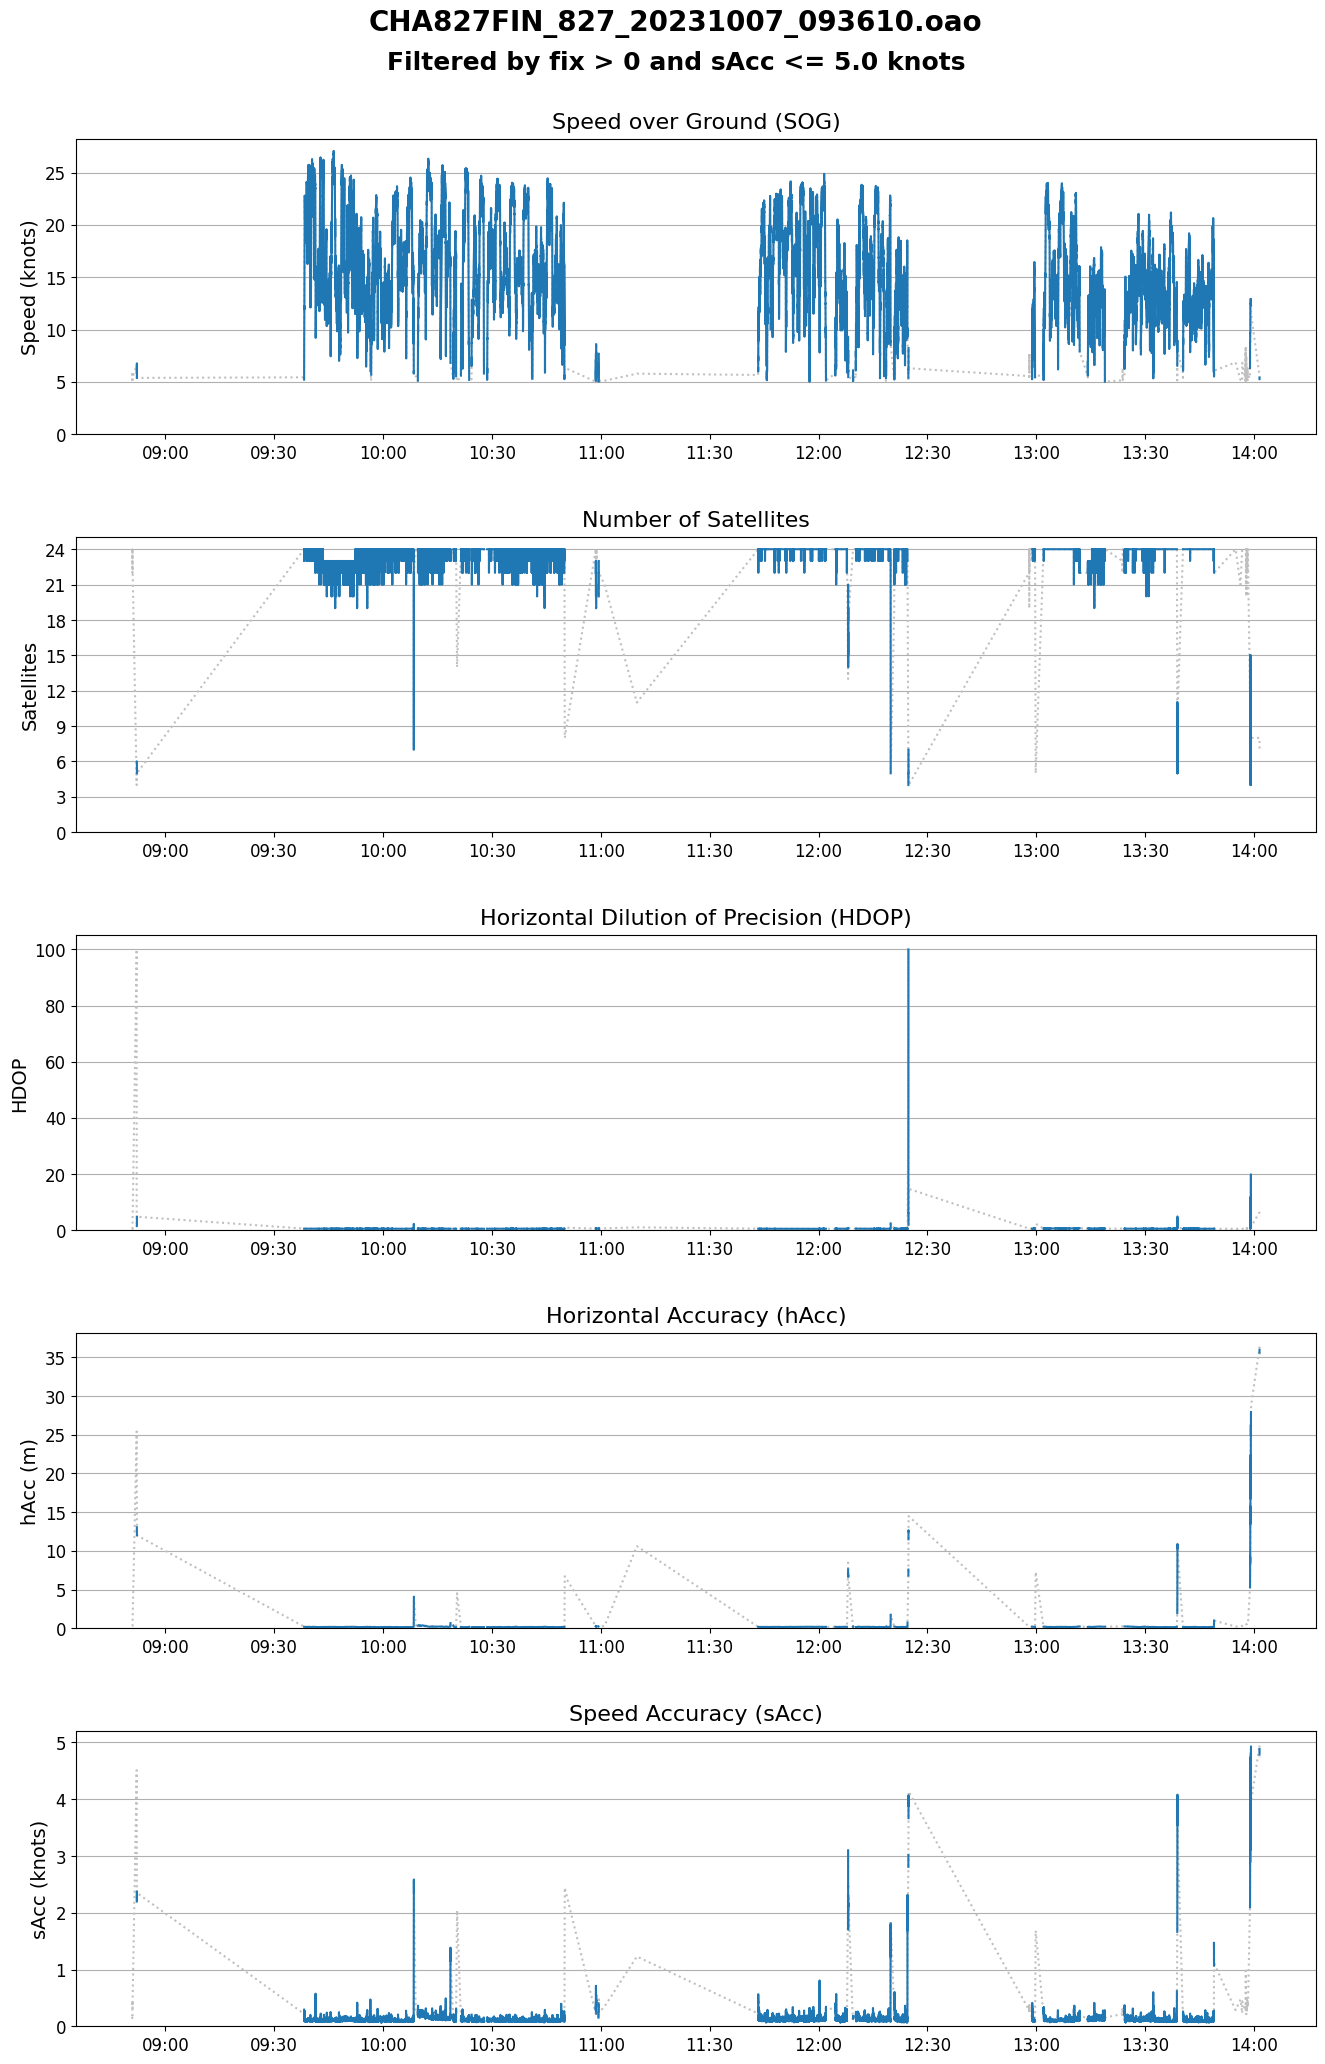 CHA827FIN_827_20231007_093610.oao
Filtered by fix > 0 and sAcc <= 5.0 knots
Speed over Ground (SOG)
Speed (knots)
25
20
15
10
5
0
09:00 09:30 10:00 10:30 11:00 11:30 12:00 12:30 13:00 13:30 14:00
Number of Satellites
Satellites
24
21
18
15
12
9
6
3
0
09:00 09:30 10:00 10:30 11:00 11:30 12:00 12:30 13:00 13:30 14:00
Horizontal Dilution of Precision (HDOP)
HDOP
100
80
60
40
20
0
09:00 09:30 10:00 10:30 11:00 11:30 12:00 12:30 13:00 13:30 14:00
Horizontal Accuracy (hAcc)
hAcc (m)
35
30
25
20
15
10
5
0
09:00 09:30 10:00 10:30 11:00 11:30 12:00 12:30 13:00 13:30 14:00
Speed Accuracy (sAcc)
sAcc (knots)
5
4
3
2
1
0
09:00 09:30 10:00 10:30 11:00 11:30 12:00 12:30 13:00 13:30 14:00